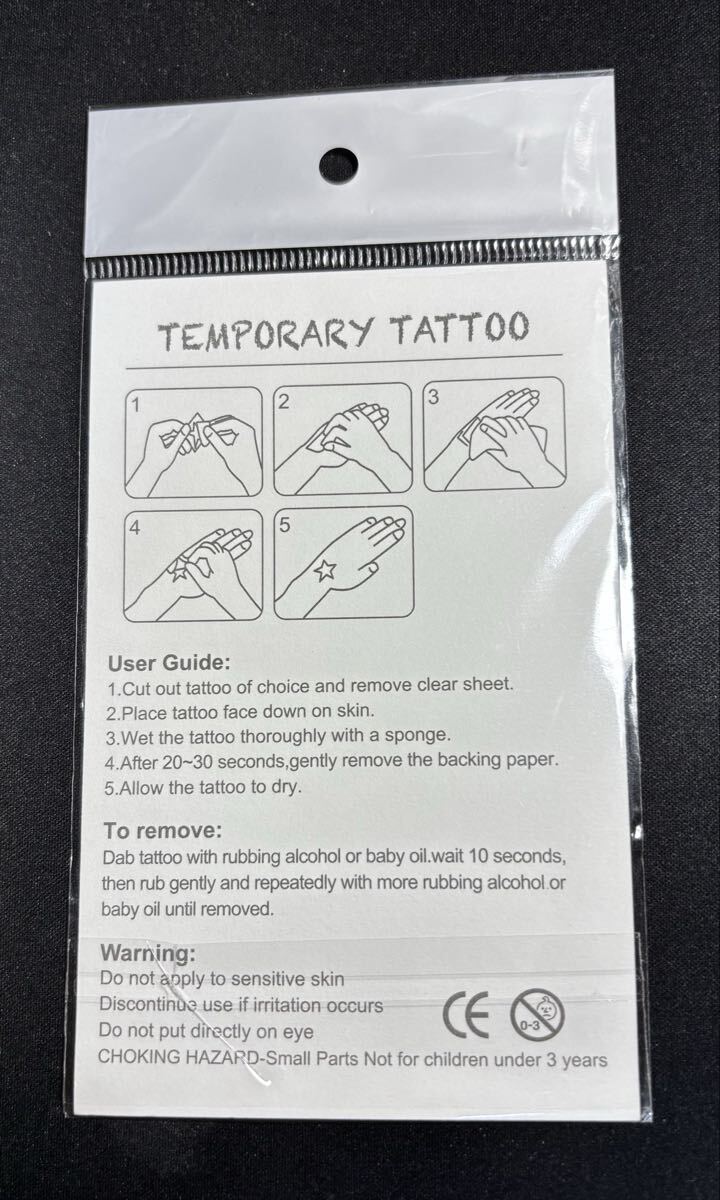 TEMPORARY TATTOO
1
2
3
4
5
User Guide:
1.Cut out tattoo of choice and remove clear sheet.
2.Place tattoo face down on skin.
3.Wet the tattoo thoroughly with a sponge.
4.After 20~30 seconds,gently remove the backing paper.
5.Allow the tattoo to dry.
To remove:
Dab tattoo with rubbing alcohol or baby oil.wait 10 seconds,
then rub gently and repeatedly with more rubbing alcohol or
baby oil until removed.
Warning:
Do not apply to sensitive skin
Discontinue use if irritation occurs
Do not put directly on eye
CE
0-3
CHOKING HAZARD-Small Parts Not for children under 3 years